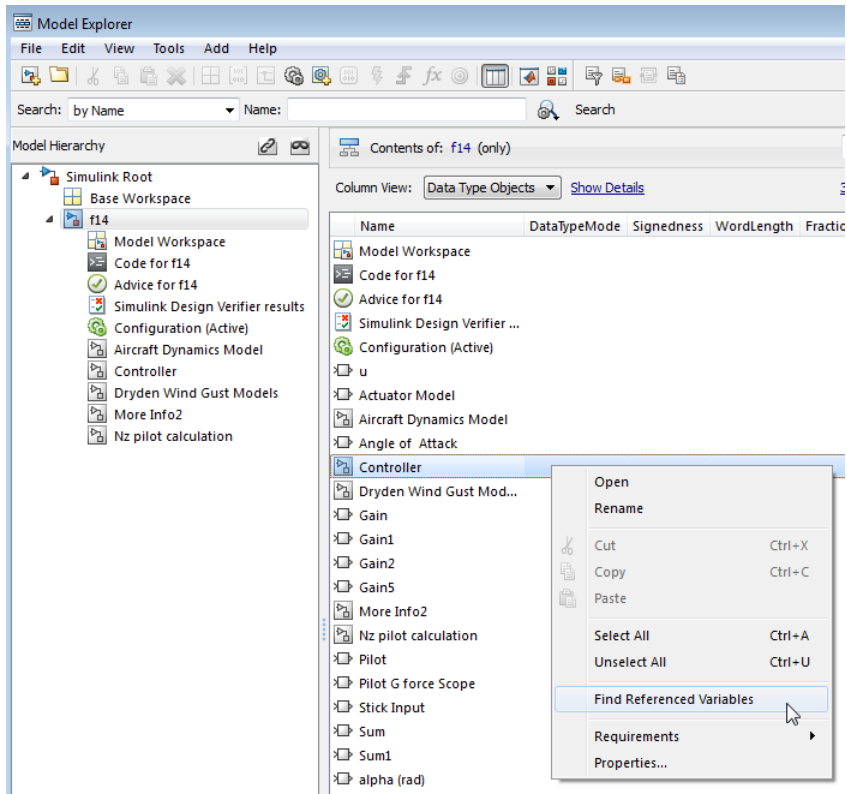 Model Explorer
File Edit View Tools Add Help
Search: by Name Name: Search
Model Hierarchy
Simulink Root
Base Workspace
f14
Model Workspace
Code for f14
Advice for f14
Simulink Design Verifier results
Configuration (Active)
Aircraft Dynamics Model
Controller
Dryden Wind Gust Models
More Info2
Nz pilot calculation
Contents of: f14 (only)
Column View: Data Type Objects Show Details
Name DataTypeMode Signedness WordLength Fractio
Model Workspace
Code for f14
Advice for f14
Simulink Design Verifier ...
Configuration (Active)
u
Actuator Model
Aircraft Dynamics Model
Angle of Attack
Controller
Dryden Wind Gust Mod...
Gain
Gain1
Gain2
Gain5
More Info2
Nz pilot calculation
Pilot
Pilot G force Scope
Stick Input
Sum
Sum1
alpha (rad)
Open
Rename
Cut Ctrl+X
Copy Ctrl+C
Paste
Select All Ctrl+A
Unselect All Ctrl+U
Find Referenced Variables
Requirements
Properties...